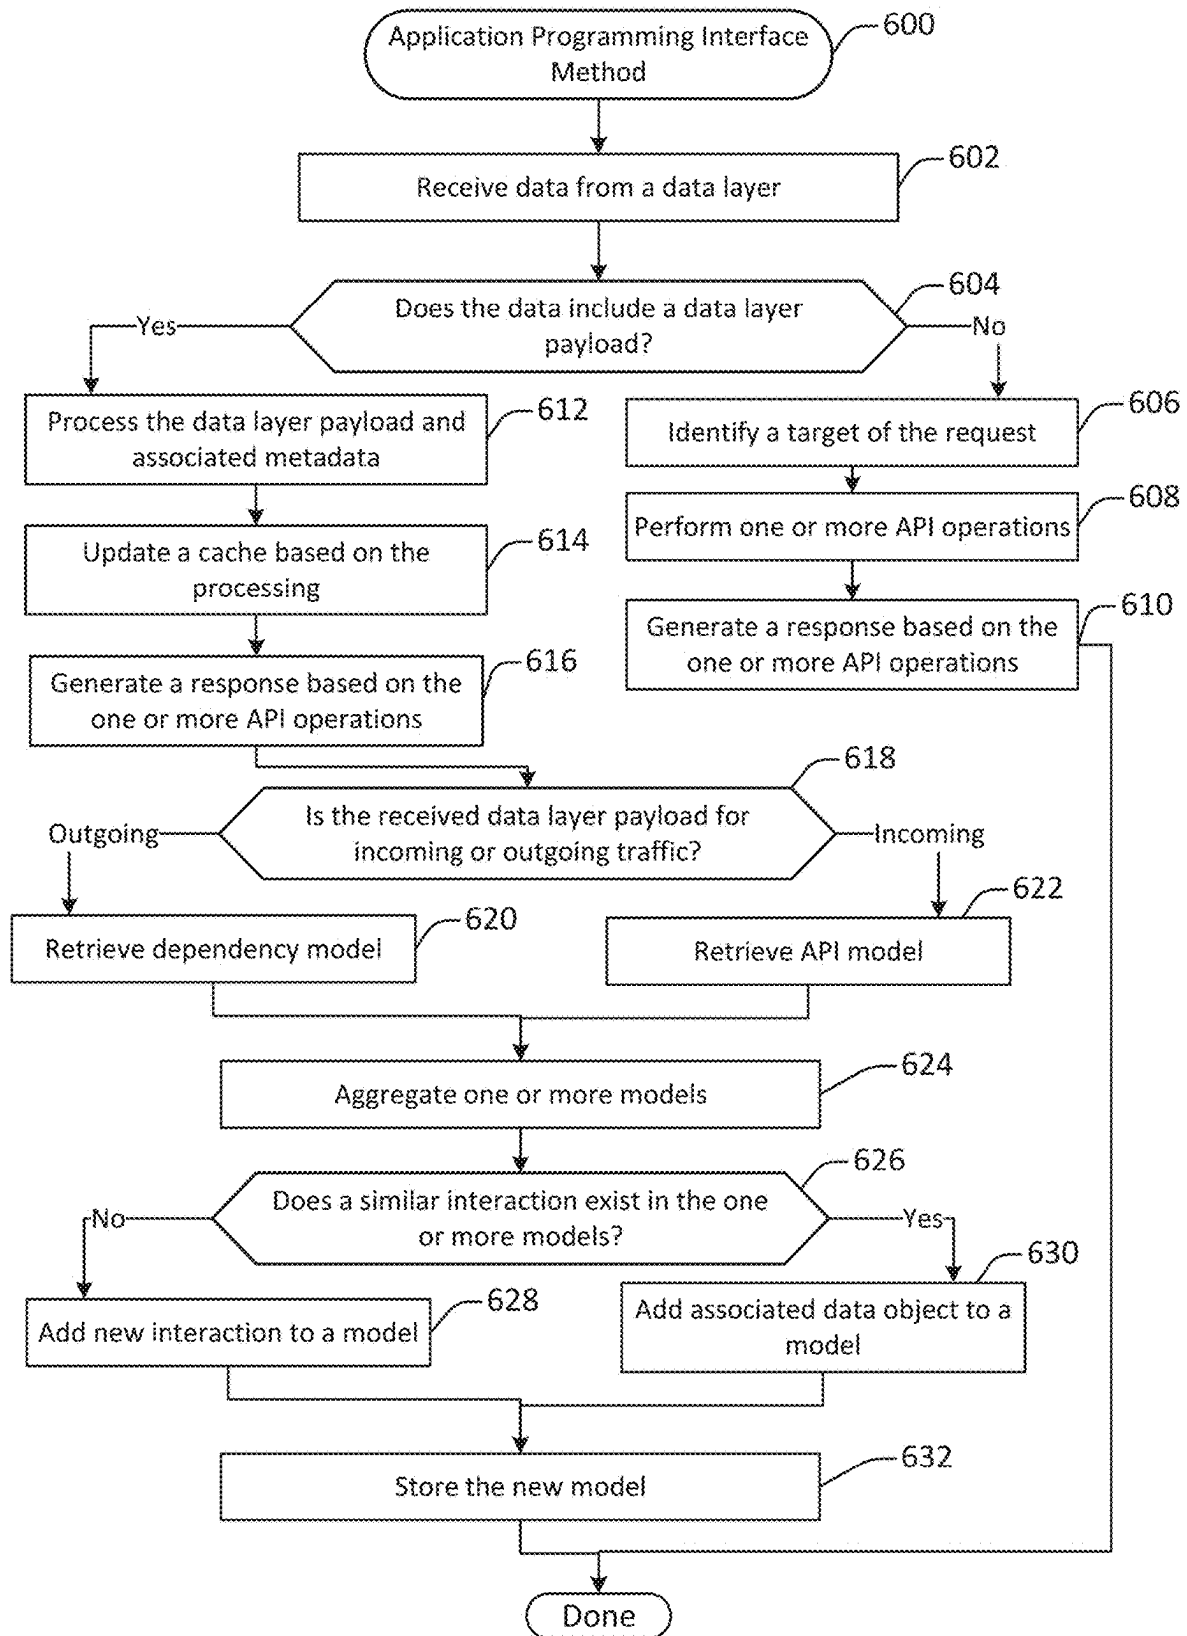 Application Programming Interface
Method
600
Receive data from a data layer
602
Does the data include a data layer
payload?
604
Yes
No
Process the data layer payload and
associated metadata
612
Identify a target of the request
606
Update a cache based on the
processing
614
Perform one or more API operations
608
Generate a response based on the
one or more API operations
616
Generate a response based on the
one or more API operations
610
Is the received data layer payload for
incoming or outgoing traffic?
618
Outgoing
Incoming
Retrieve dependency model
620
Retrieve API model
622
Aggregate one or more models
624
Does a similar interaction exist in the one
or more models?
626
No
Yes
Add new interaction to a model
628
Add associated data object to a
model
630
Store the new model
632
Done